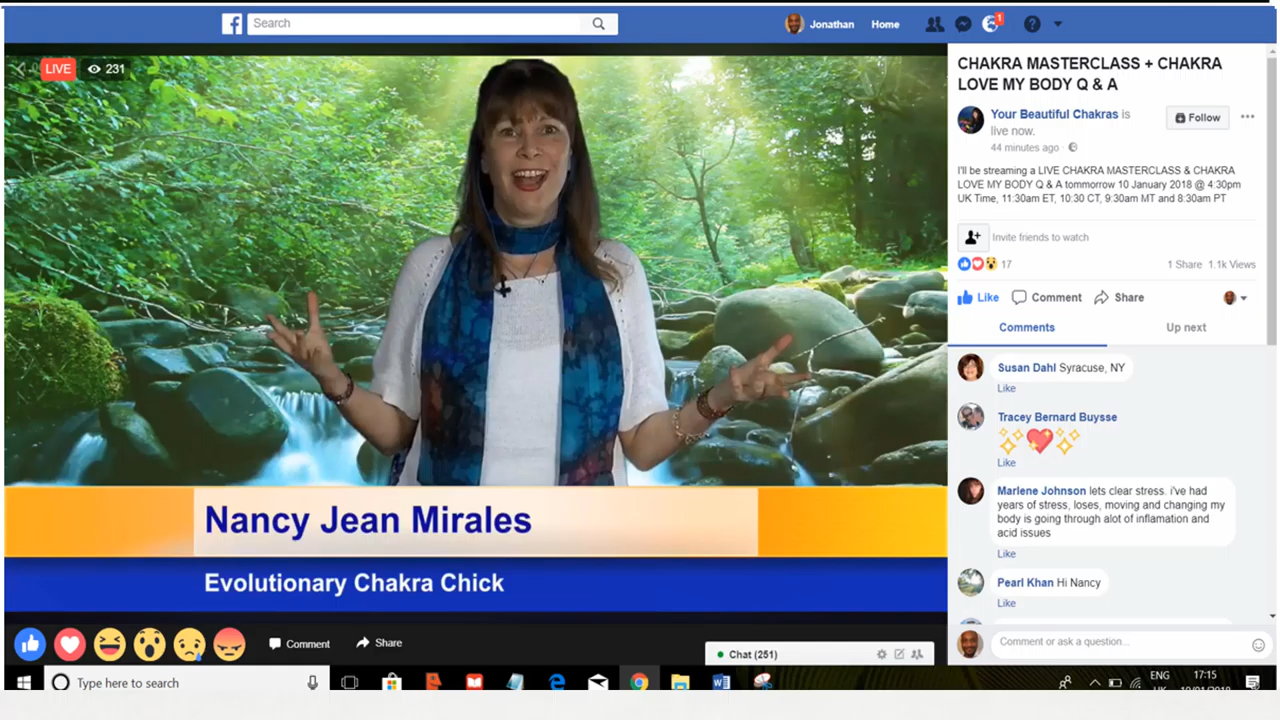 f Search Jonathan Home 1
LIVE 231
CHAKRA MASTERCLASS + CHAKRA
LOVE MY BODY Q & A
Your Beautiful Chakras is
live now.
Follow
44 minutes ago
I'll be streaming a LIVE CHAKRA MASTERCLASS & CHAKRA
LOVE MY BODY Q & A tommorrow 10 January 2018 @ 4:30pm
UK Time, 11:30am ET, 10:30 CT, 9:30am MT and 8:30am PT
Invite friends to watch
17 1 Share 1.1k Views
Like Comment Share
Comments Up next
Susan Dahl Syracuse, NY
Like
Tracey Bernard Buysse
Like
Marlene Johnson lets clear stress. i've had
years of stress, loses, moving and changing my
body is going through alot of inflamation and
acid issues
Like
Pearl Khan Hi Nancy
Like
Comment or ask a question...
Nancy Jean Mirales
Evolutionary Chakra Chick
Comment Share
Chat (251)
Type here to search
ENG
17:15